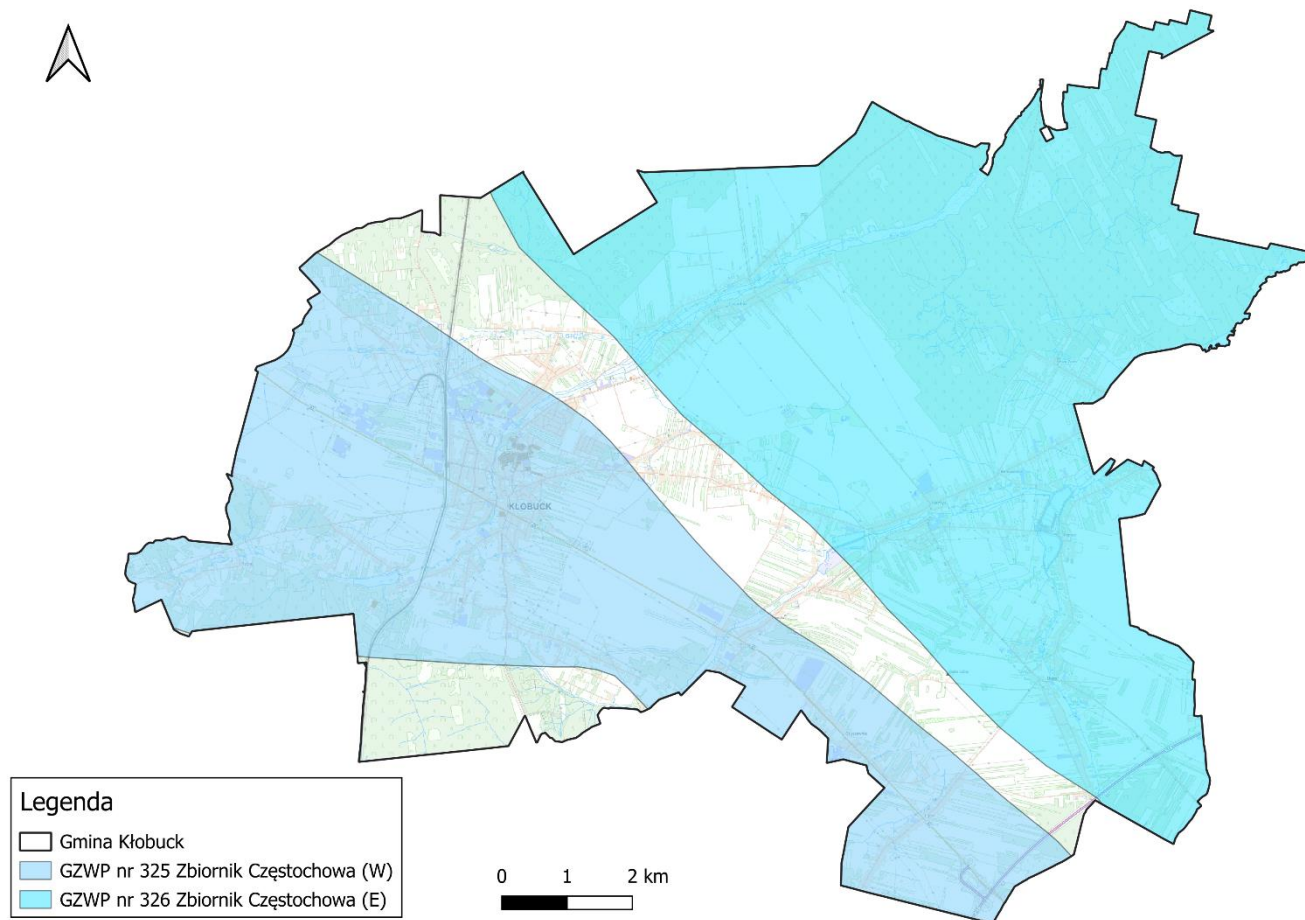 KŁOBUCK
Legenda
Gmina Kłobuck
GZWP nr 325 Zbiornik Częstochowa (W)
GZWP nr 326 Zbiornik Częstochowa (E)
0 1 2 km